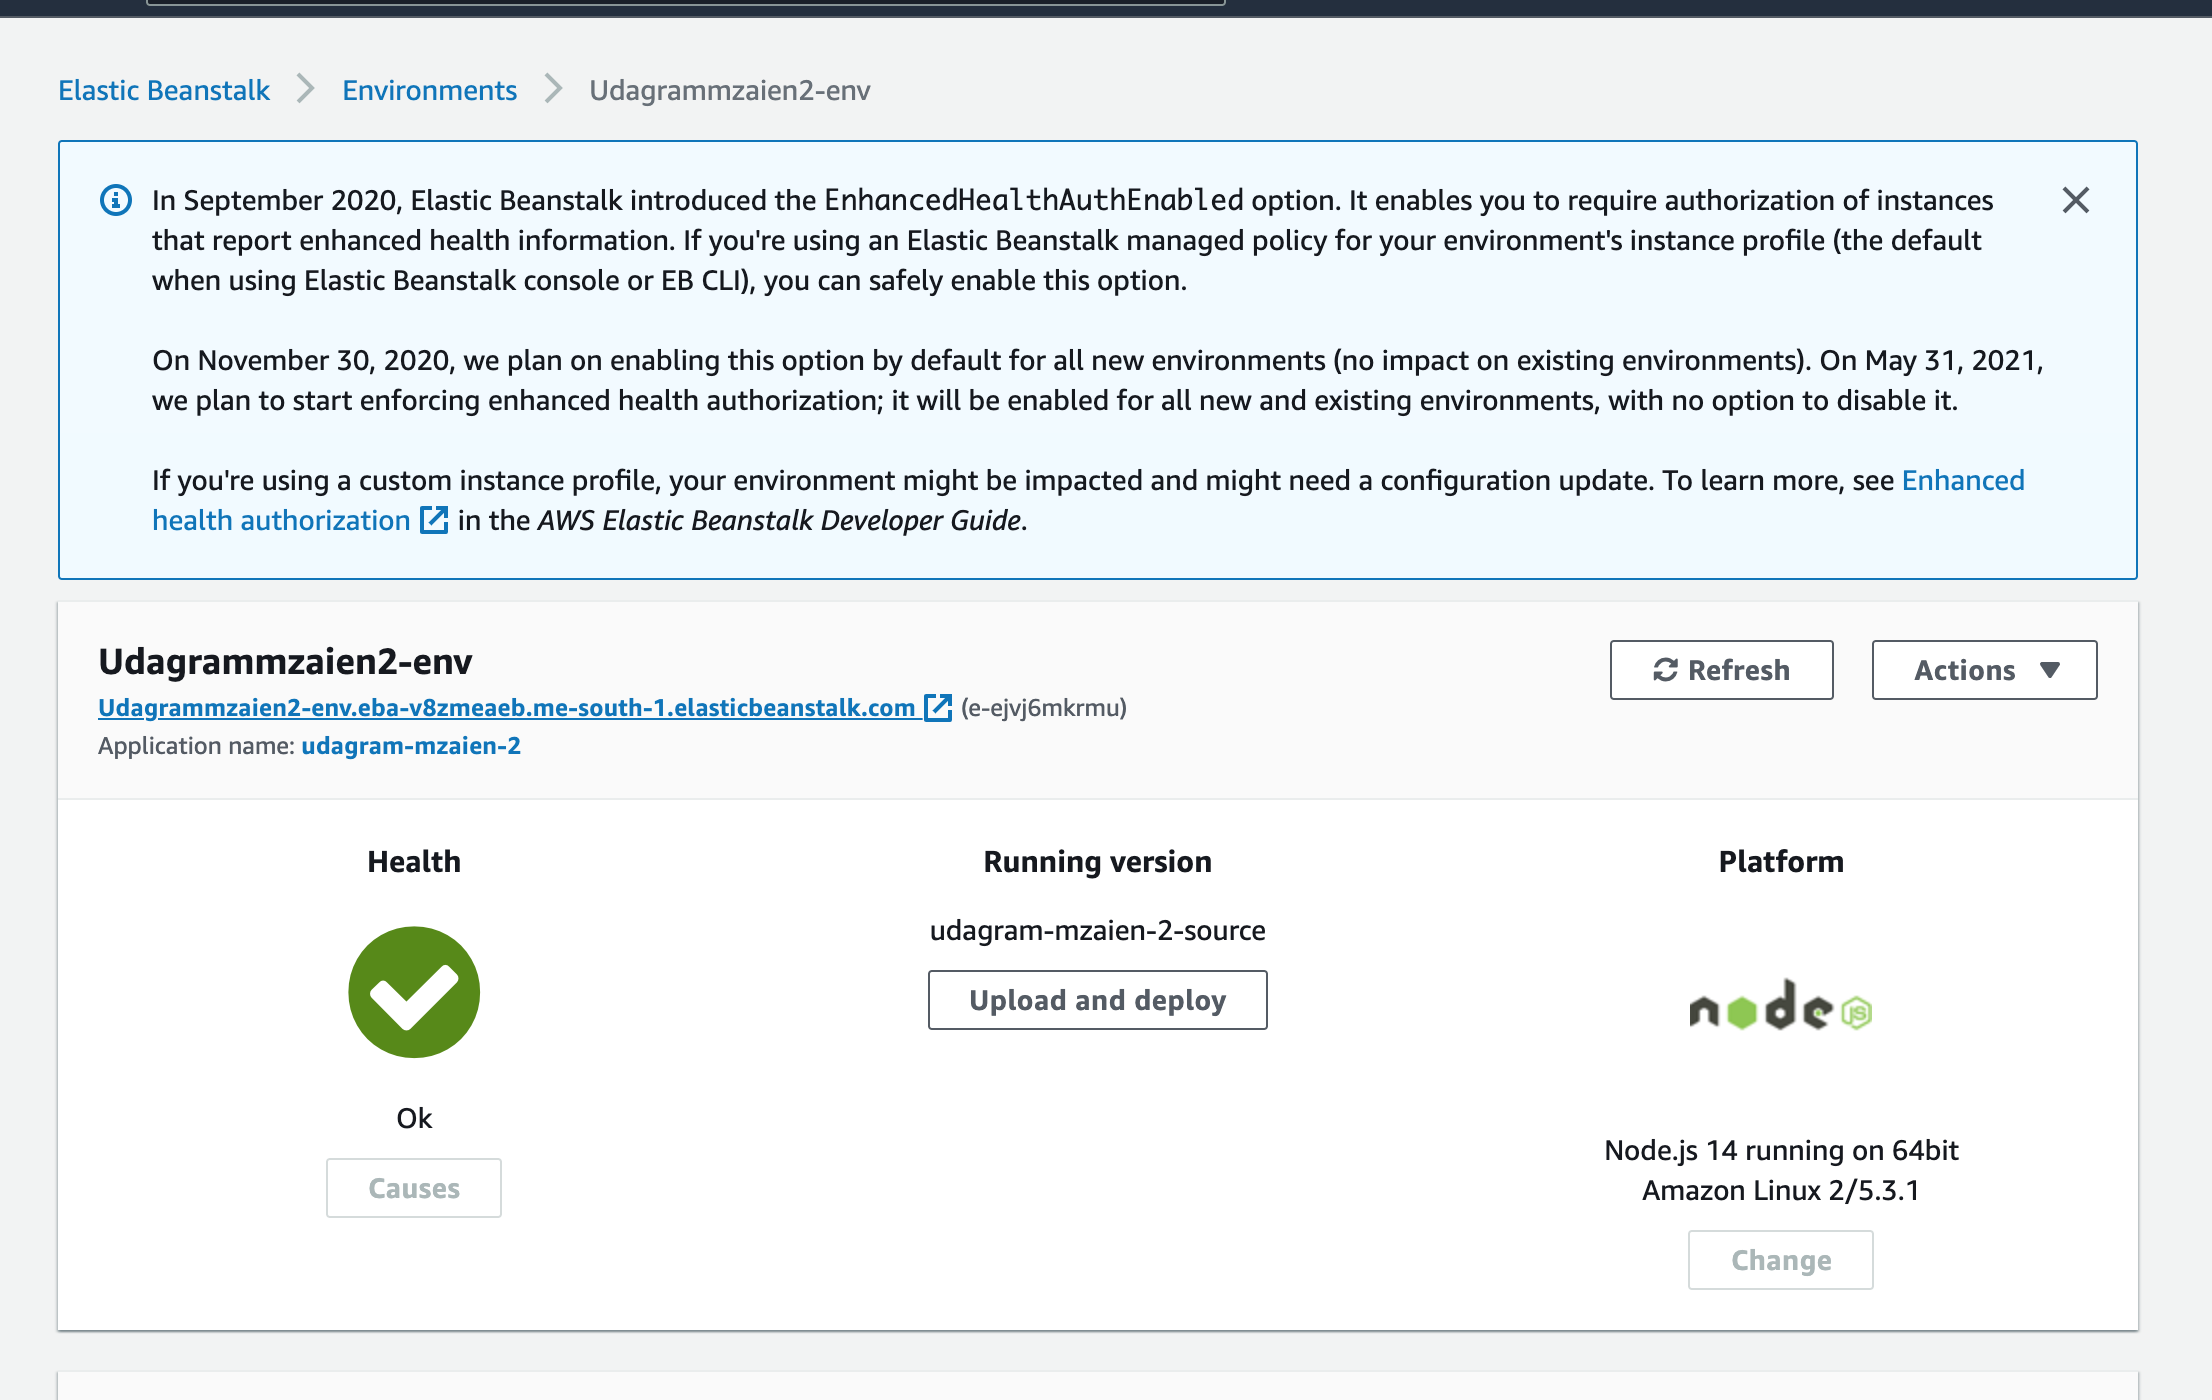 Elastic Beanstalk > Environments > Udagrammzaien2-env
In September 2020, Elastic Beanstalk introduced the EnhancedHealthAuthEnabled option. It enables you to require authorization of instances
that report enhanced health information. If you're using an Elastic Beanstalk managed policy for your environment's instance profile (the default
when using Elastic Beanstalk console or EB CLI), you can safely enable this option.
On November 30, 2020, we plan on enabling this option by default for all new environments (no impact on existing environments). On May 31, 2021,
we plan to start enforcing enhanced health authorization; it will be enabled for all new and existing environments, with no option to disable it.
If you're using a custom instance profile, your environment might be impacted and might need a configuration update. To learn more, see Enhanced
health authorization in the AWS Elastic Beanstalk Developer Guide.
Udagrammzaien2-env
Refresh
Actions
Udagrammzaien2-env.eba-v8zmeaeb.me-south-1.elasticbeanstalk.com (e-ejvj6mkrmu)
Application name: udagram-mzaien-2
Health
Ok
Causes
Running version
udagram-mzaien-2-source
Upload and deploy
Platform
node JS
Node.js 14 running on 64bit
Amazon Linux 2/5.3.1
Change